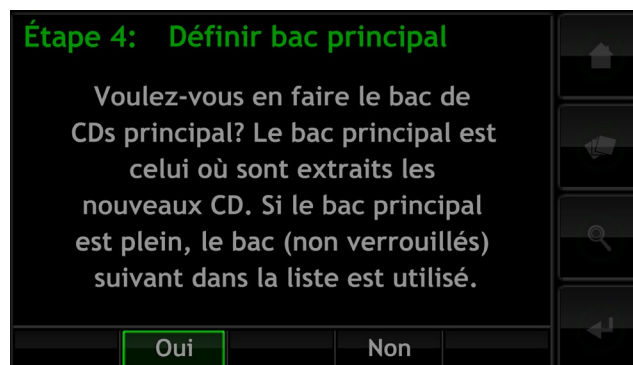 Étape 4: Définir bac principal
Voulez-vous en faire le bac de
CDs principal? Le bac principal est
celui où sont extraits les
nouveaux CD. Si le bac principal
est plein, le bac (non verrouillés)
suivant dans la liste est utilisé.
Oui Non